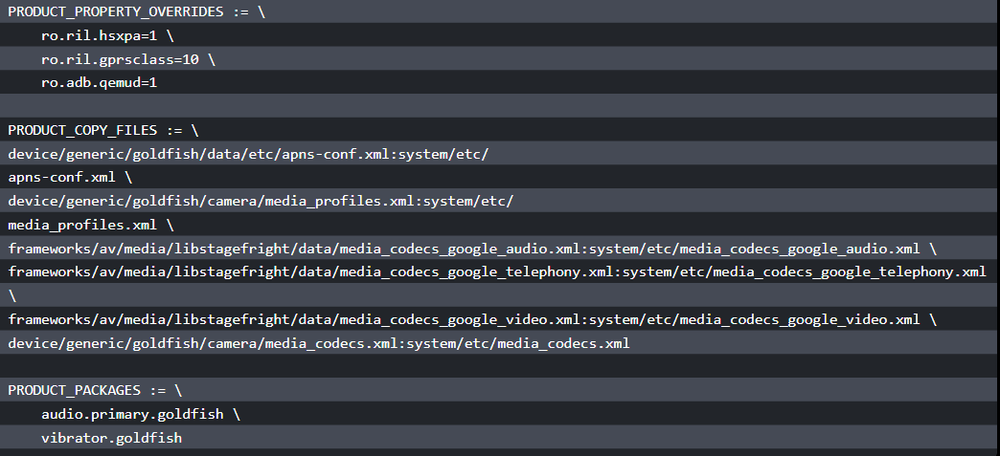 PRODUCT_PROPERTY_OVERRIDES := \
    ro.ril.hsxpa=1 \
    ro.ril.gprsclass=10 \
    ro.adb.qemud=1

PRODUCT_COPY_FILES := \
device/generic/goldfish/data/etc/apns-conf.xml:system/etc/
apns-conf.xml \
device/generic/goldfish/camera/media_profiles.xml:system/etc/
media_profiles.xml \
frameworks/av/media/libstagefright/data/media_codecs_google_audio.xml:system/etc/media_codecs_google_audio.xml \
frameworks/av/media/libstagefright/data/media_codecs_google_telephony.xml:system/etc/media_codecs_google_telephony.xml
\
frameworks/av/media/libstagefright/data/media_codecs_google_video.xml:system/etc/media_codecs_google_video.xml \
device/generic/goldfish/camera/media_codecs.xml:system/etc/media_codecs.xml

PRODUCT_PACKAGES := \
    audio.primary.goldfish \
    vibrator.goldfish